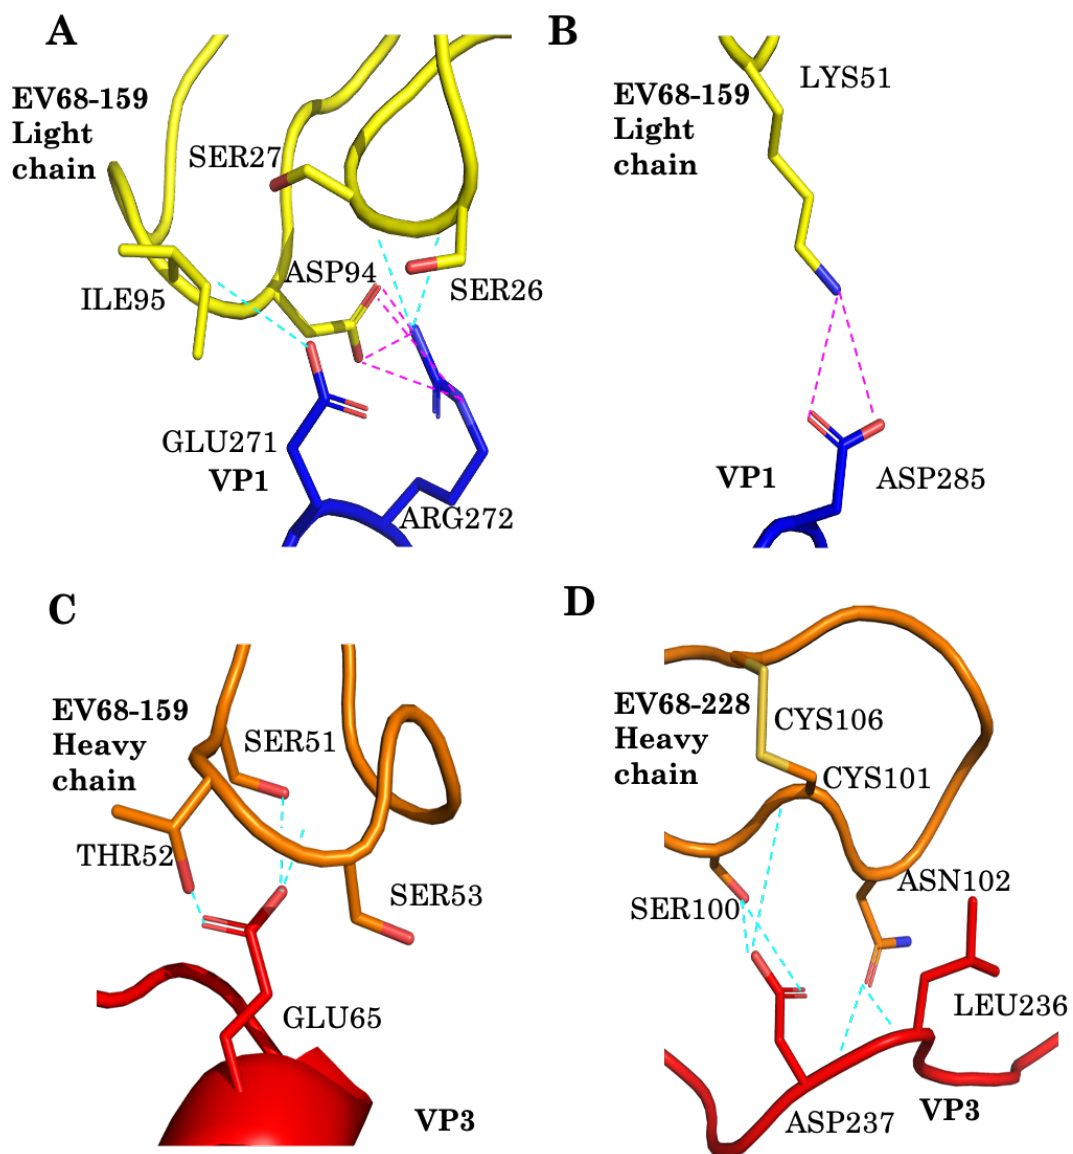 A
EV68-159
Light
chain
SER27
ASP94
SER26
ILE95
GLU271
VP1
ARG272
B
EV68-159
Light
chain
LYS51
VP1
ASP285
C
EV68-159
Heavy
chain
SER51
THR52
SER53
GLU65
VP3
D
EV68-228
Heavy
chain
CYS106
CYS101
SER100
ASN102
LEU236
ASP237
VP3